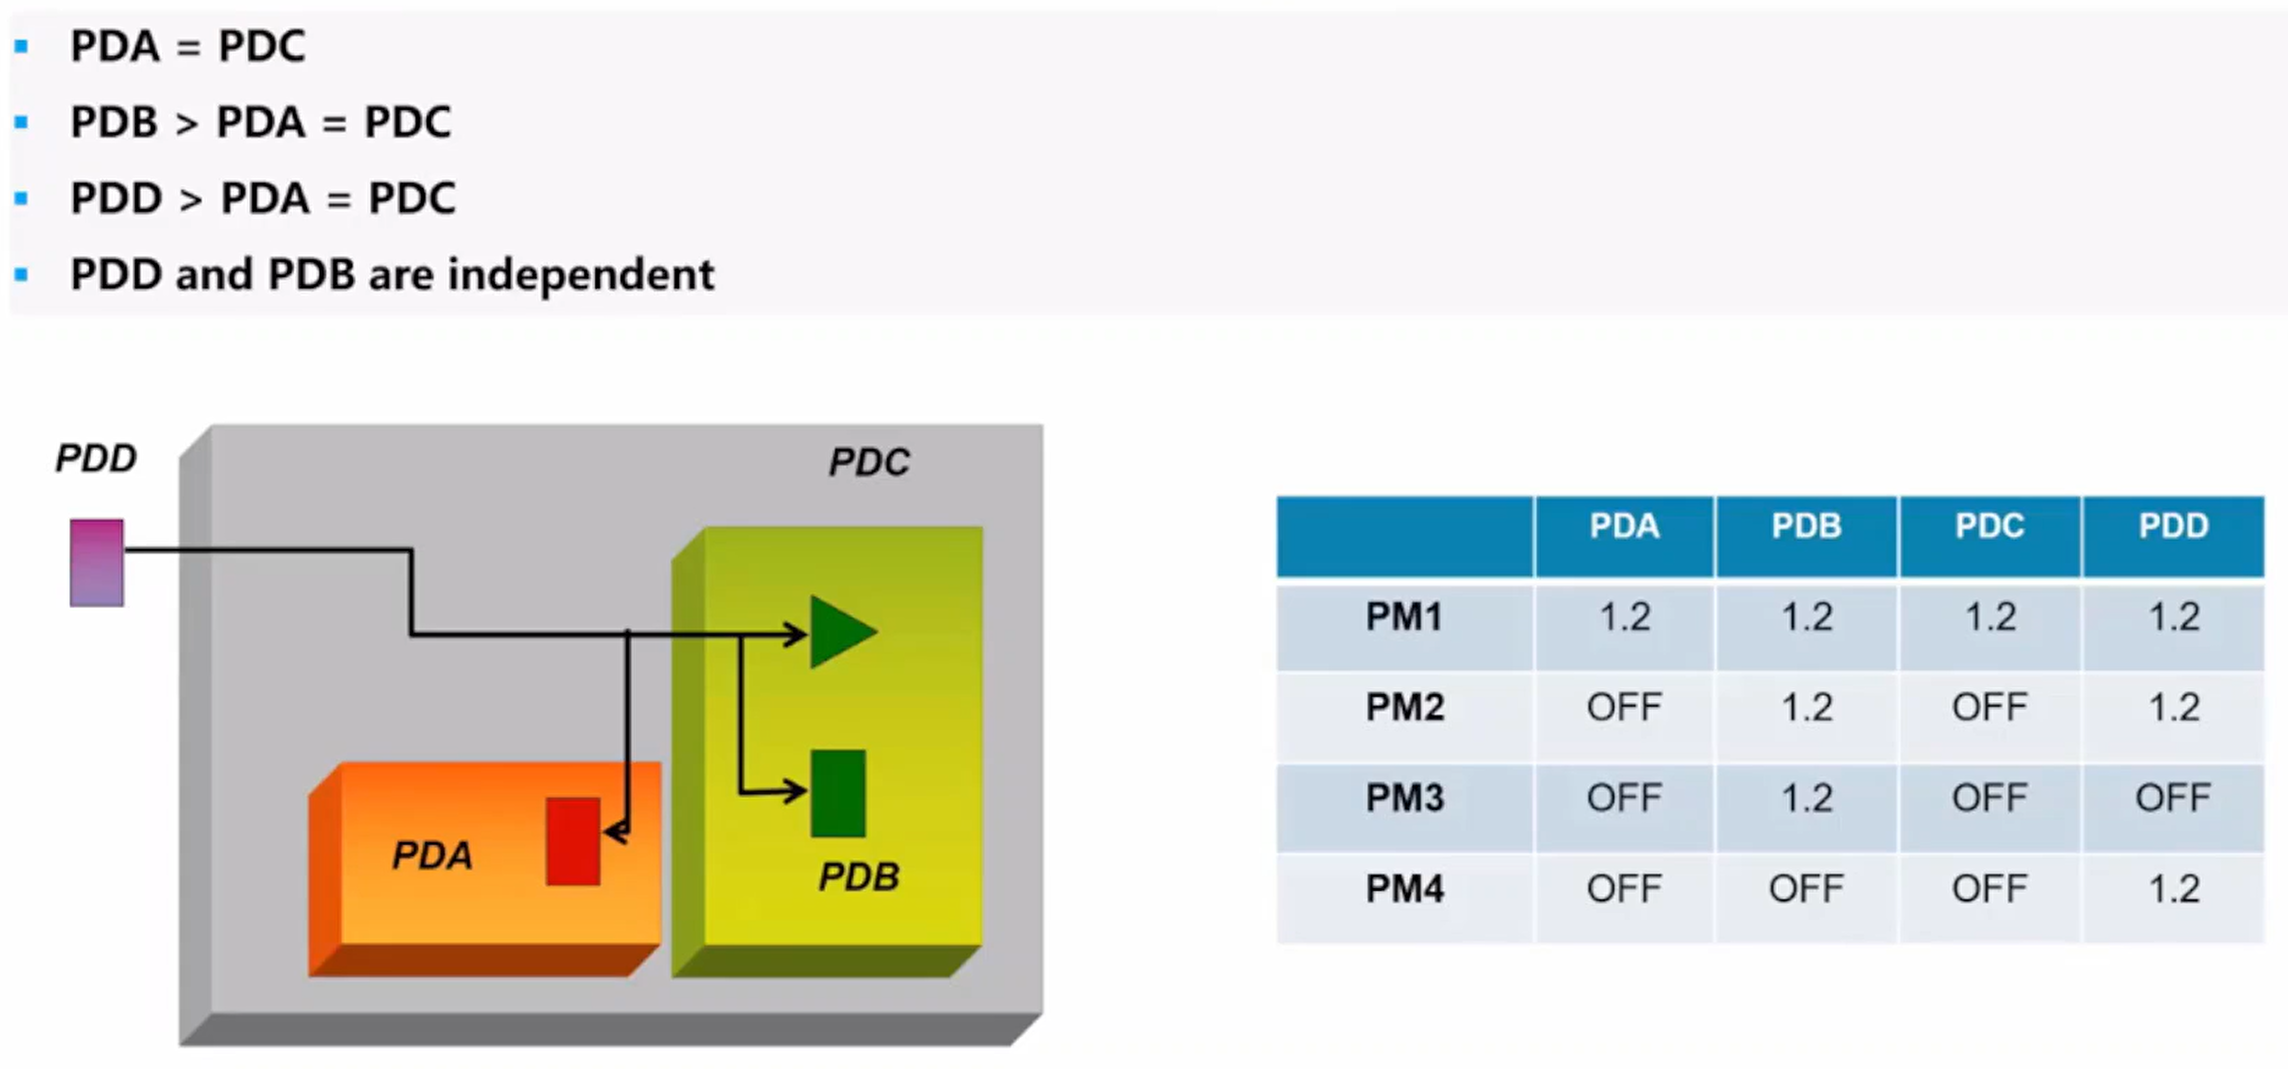 PDA = PDC
PDB > PDA = PDC
PDD > PDA = PDC
PDD and PDB are independent
PDD
PDC
PDA
PDB
PDA PDB PDC PDD
PM1 1.2 1.2 1.2 1.2
PM2 OFF 1.2 OFF 1.2
PM3 OFF 1.2 OFF OFF
PM4 OFF OFF OFF 1.2